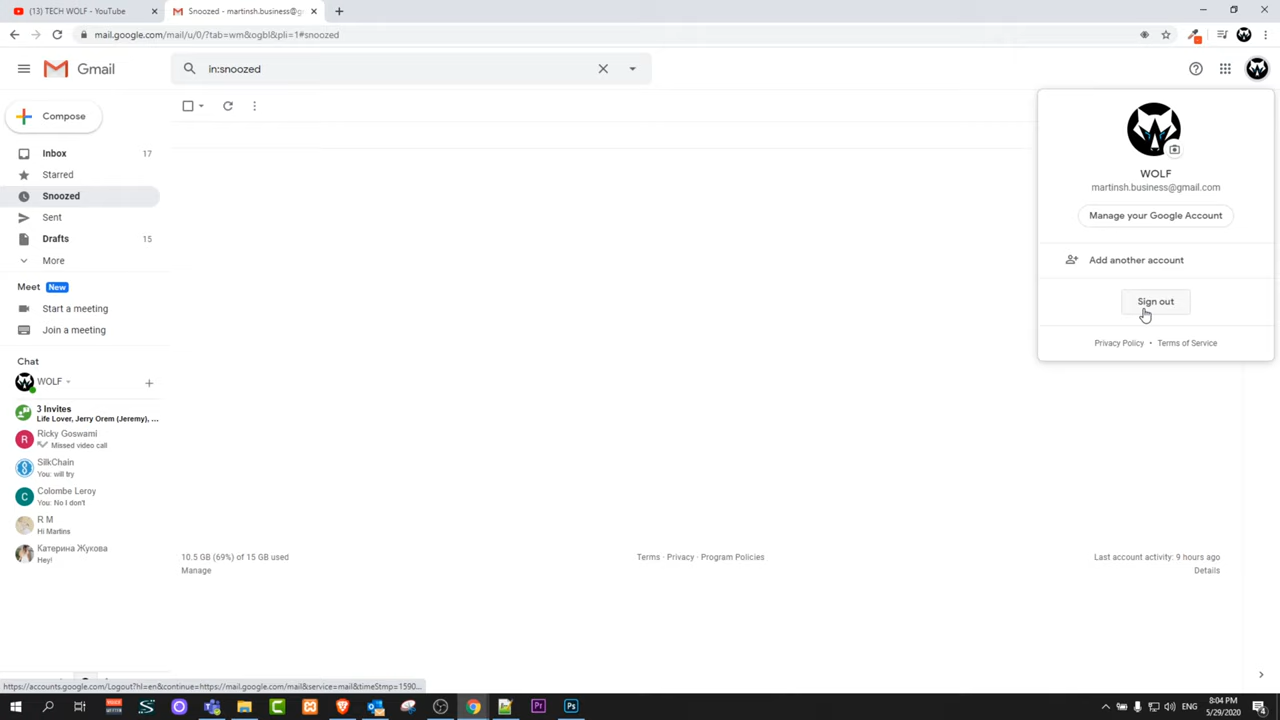 (13) TECH WOLF - YouTube
Snoozed - martinsh.business@g
mail.google.com/mail/u/0/?tab=wm&ogbl&pli=1#snoozed
Gmail
in:snoozed
Compose
Inbox 17
Starred
Snoozed
Sent
Drafts 15
More
Meet New
Start a meeting
Join a meeting
Chat
WOLF
3 Invites
Life Lover, Jerry Orem (Jeremy), ...
Ricky Goswami
Missed video call
SilkChain
You: will try
Colombe Leroy
You: No I don't
R M
Hi Martins
Катерина Жукова
Hey!
WOLF
martinsh.business@gmail.com
Manage your Google Account
Add another account
Sign out
Privacy Policy • Terms of Service
10.5 GB (69%) of 15 GB used
Manage
Terms · Privacy · Program Policies
Last account activity: 9 hours ago
Details
https://accounts.google.com/Logout?hl=en&continue=https://mail.google.com/mail&service=mail&timeStmp=1590...
ENG
8:04 PM
5/29/2020